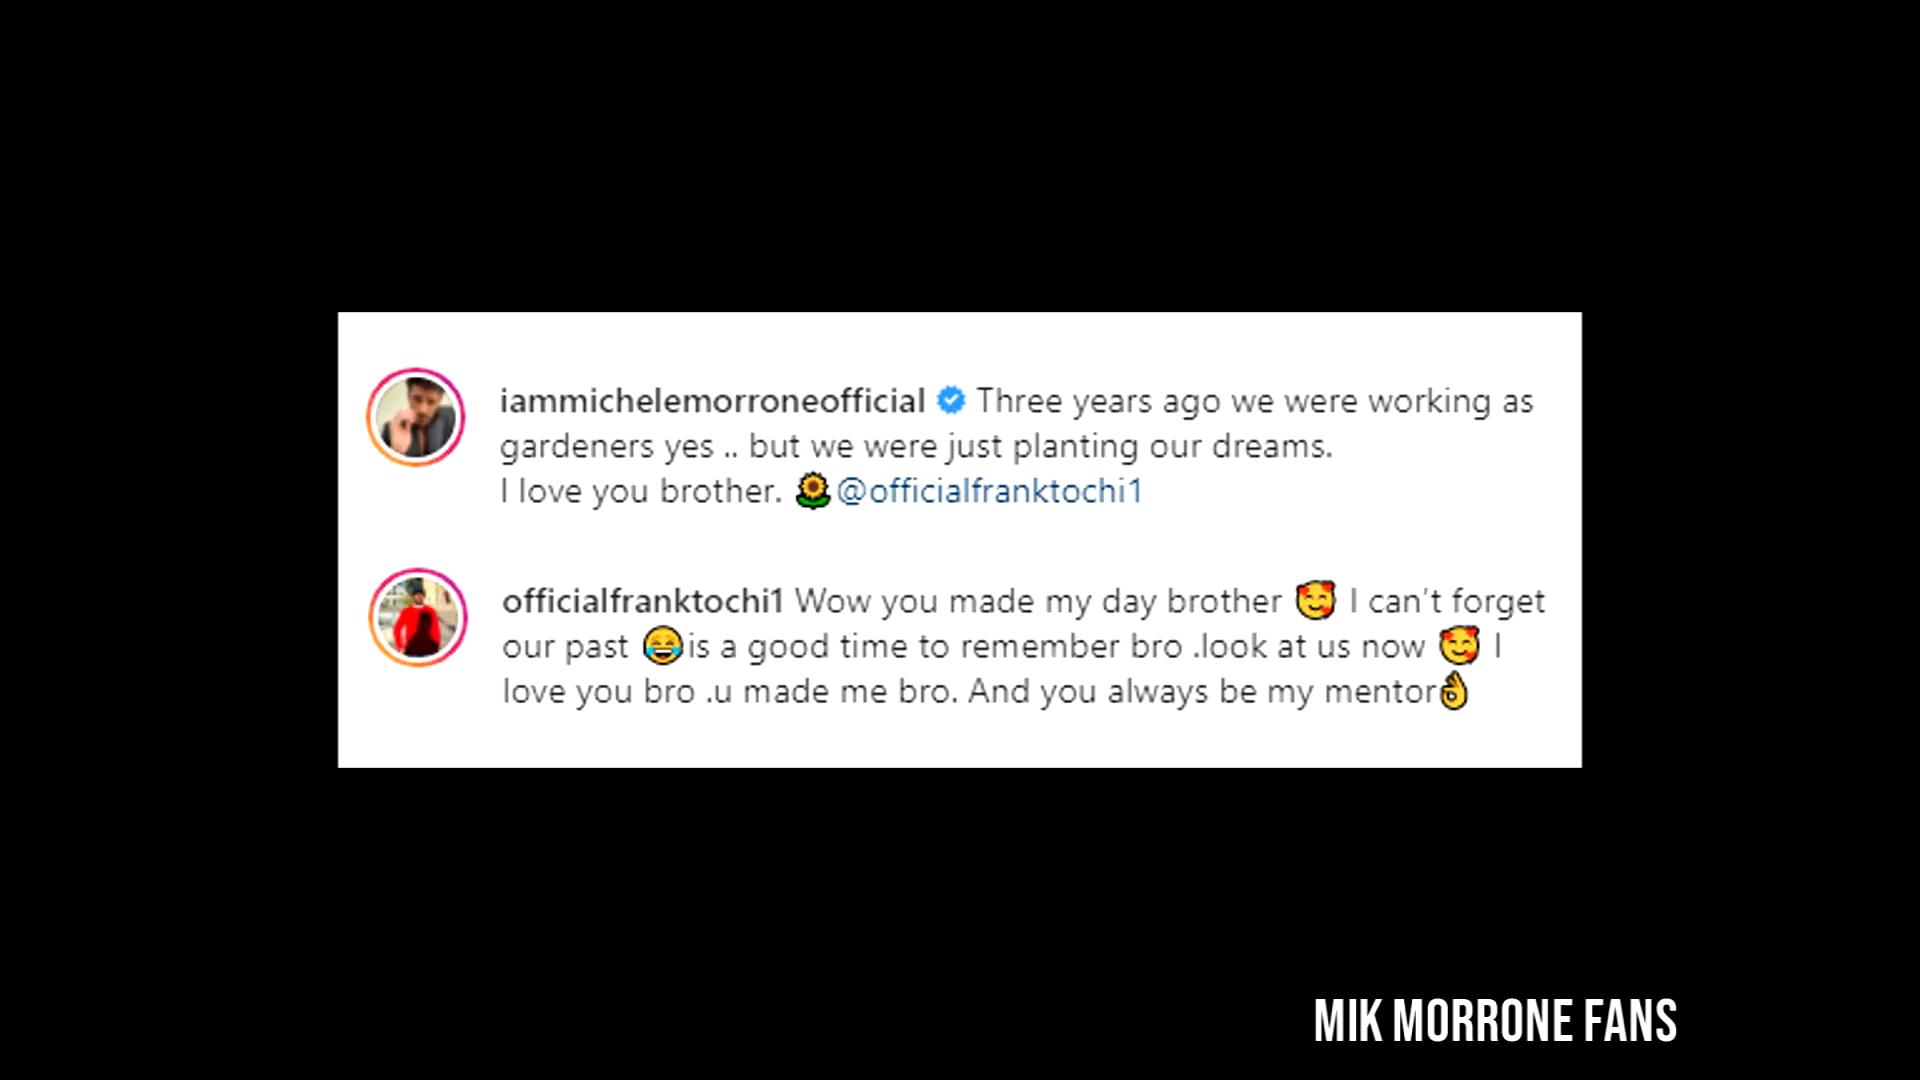 iammichelemorroneofficial Three years ago we were working as
gardeners yes .. but we were just planting our dreams.
I love you brother. 🌻@officialfranktochi1
officialfranktochi1 Wow you made my day brother 🥰 I can't forget
our past 😂is a good time to remember bro .look at us now 🥰 I
love you bro .u made me bro. And you always be my mentor👌
MIK MORRONE FANS